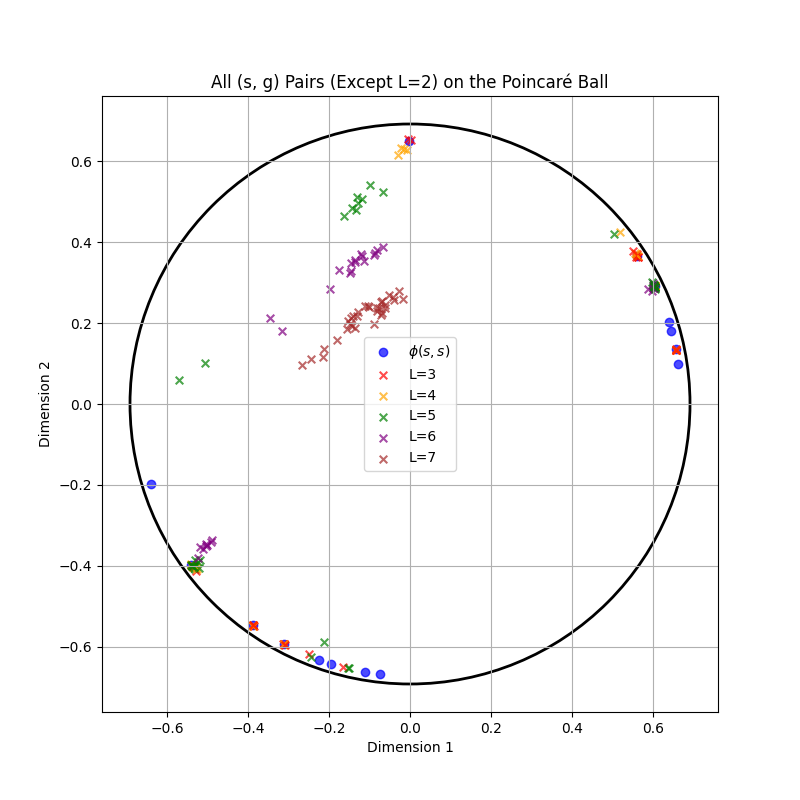 All (s, g) Pairs (Except L=2) on the Poincaré Ball
0.6
0.4
0.2
0.0
−0.2
−0.4
−0.6
Dimension 2
ϕ(s, s)
L=3
L=4
L=5
L=6
L=7
−0.6 −0.4 −0.2 0.0 0.2 0.4 0.6
Dimension 1